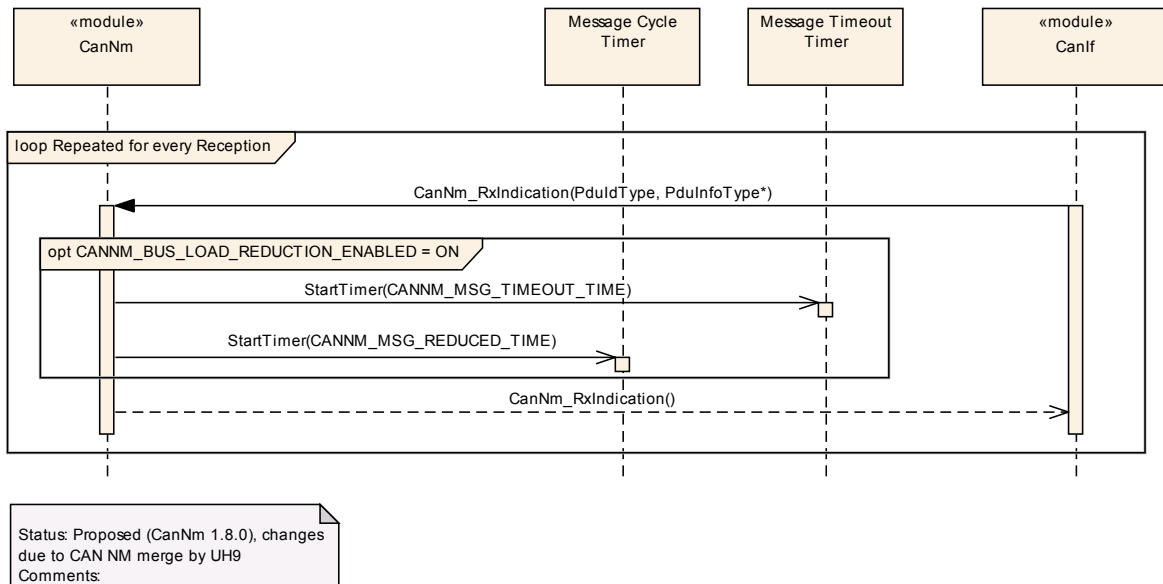 «module»
CanNm
Message Cycle
Timer
Message Timeout
Timer
«module»
CanIf
loop Repeated for every Reception
CanNm_RxIndication(PduIdType, PduInfoType*)
opt CANNM_BUS_LOAD_REDUCTION_ENABLED = ON
StartTimer(CANNM_MSG_TIMEOUT_TIME)
StartTimer(CANNM_MSG_REDUCED_TIME)
CanNm_RxIndication()
Status: Proposed (CanNm 1.8.0), changes
due to CAN NM merge by UH9
Comments: